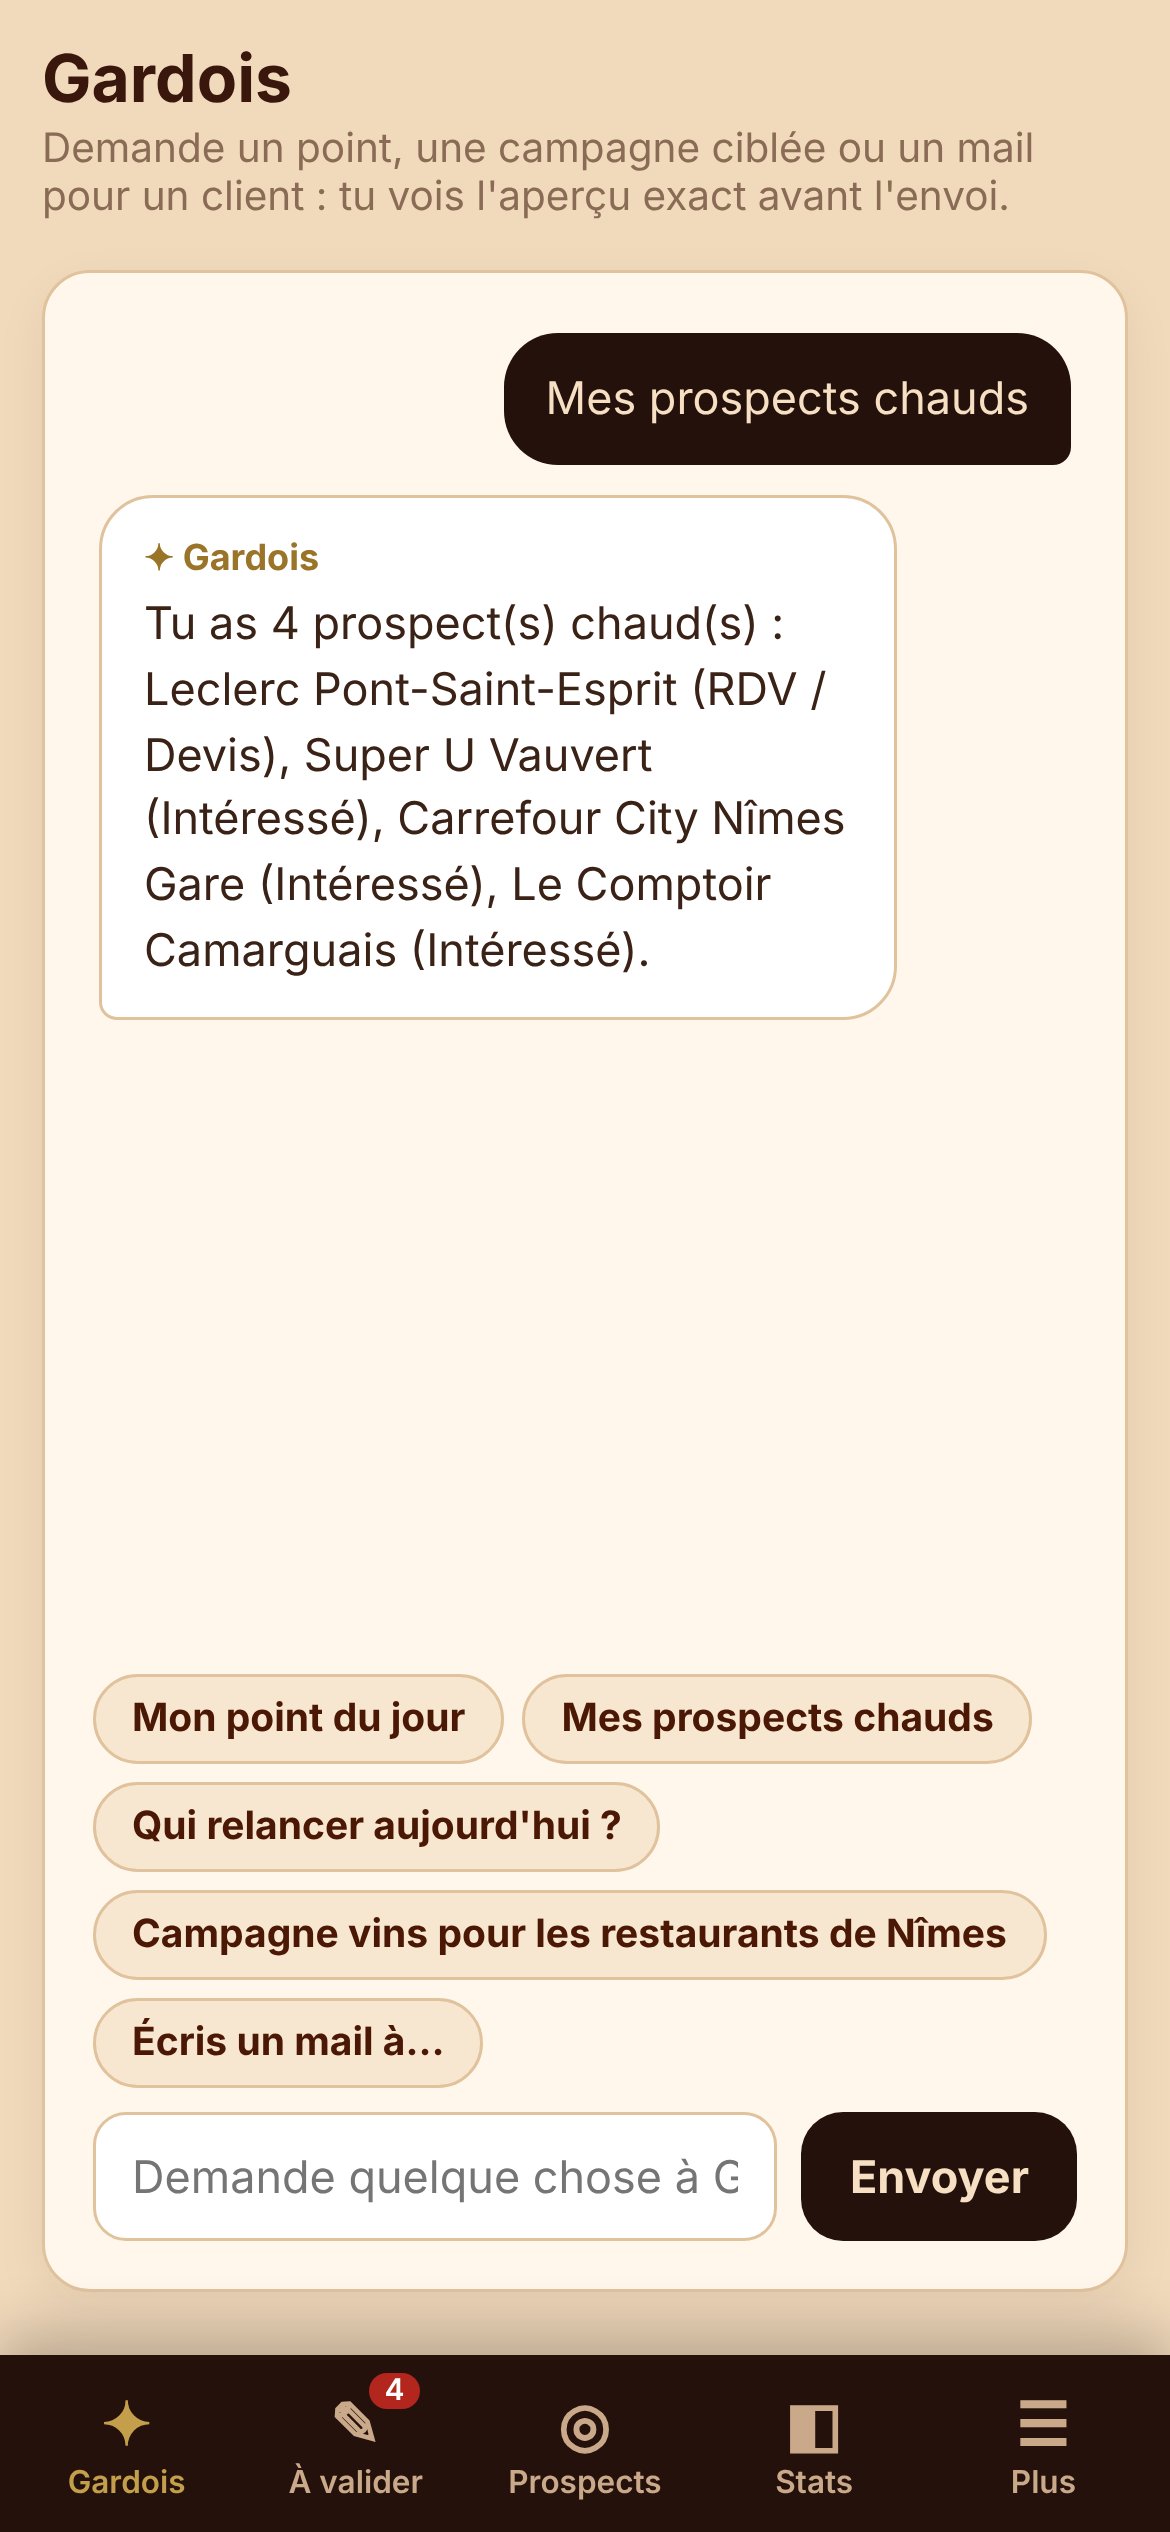 Gardois
Demande un point, une campagne ciblée ou un mail
pour un client : tu vois l'aperçu exact avant l'envoi.
Mes prospects chauds
✦ Gardois
Tu as 4 prospect(s) chaud(s) :
Leclerc Pont-Saint-Esprit (RDV /
Devis), Super U Vauvert
(Intéressé), Carrefour City Nîmes
Gare (Intéressé), Le Comptoir
Camarguais (Intéressé).
Mon point du jour
Mes prospects chauds
Qui relancer aujourd'hui ?
Campagne vins pour les restaurants de Nîmes
Écris un mail à…
Demande quelque chose à G
Envoyer
4
Gardois
À valider
Prospects
Stats
Plus